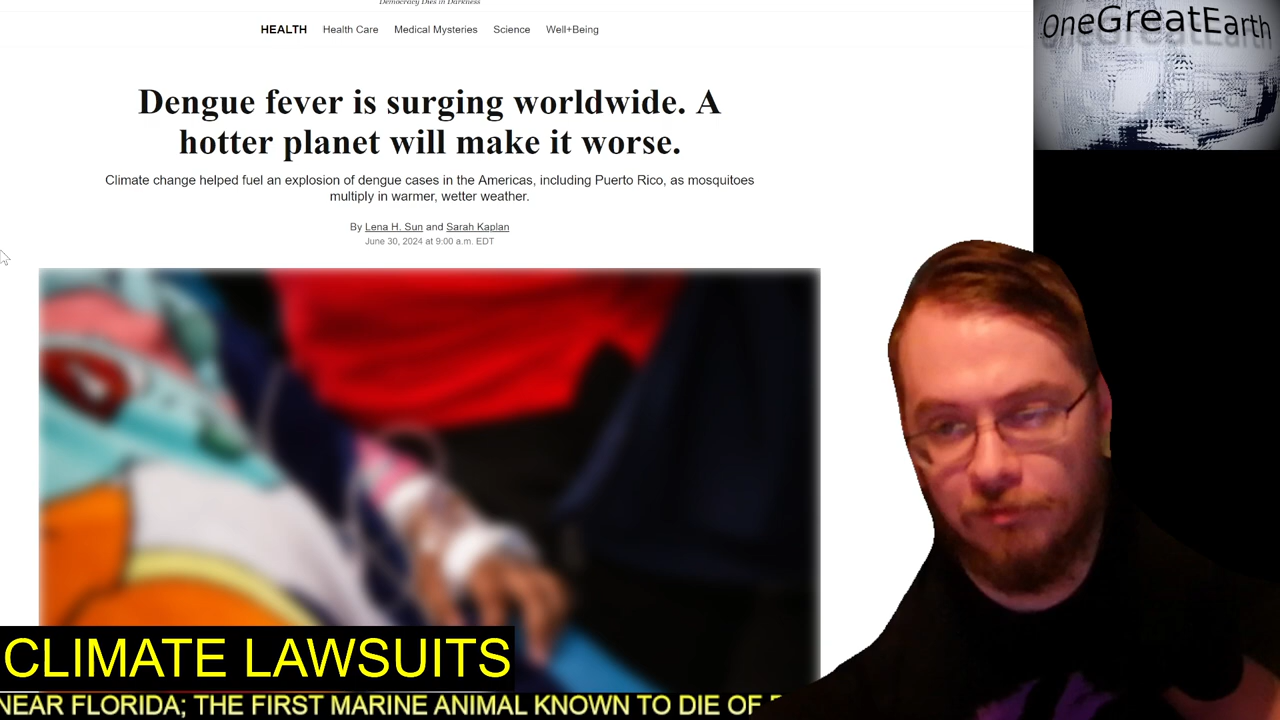 Democracy Dies in Darkness
HEALTH Health Care Medical Mysteries Science Well+Being
Dengue fever is surging worldwide. A
hotter planet will make it worse.
Climate change helped fuel an explosion of dengue cases in the Americas, including Puerto Rico, as mosquitoes
multiply in warmer, wetter weather.
By Lena H. Sun and Sarah Kaplan
June 30, 2024 at 9:00 a.m. EDT
OneGreatEarth
CLIMATE LAWSUITS
NEAR FLORIDA; THE FIRST MARINE ANIMAL KNOWN TO DIE OF